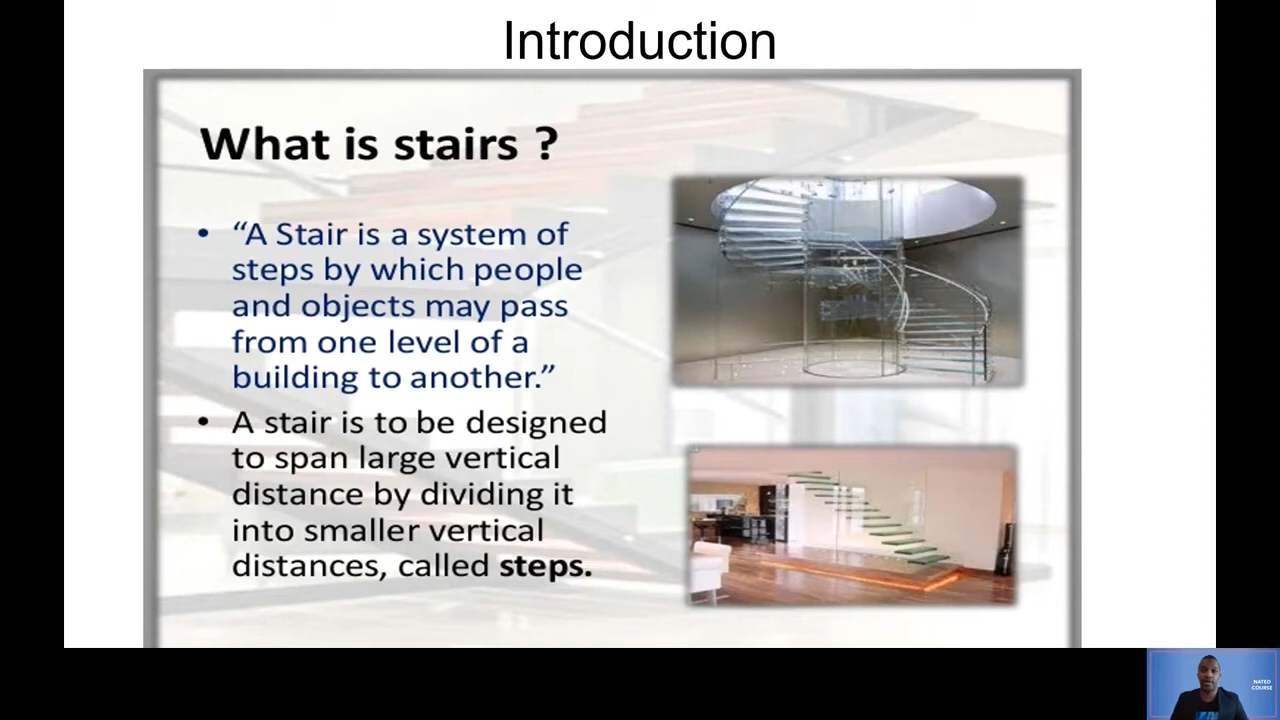 Introduction
What is stairs ?
• “A Stair is a system of
steps by which people
and objects may pass
from one level of a
building to another.”
• A stair is to be designed
to span large vertical
distance by dividing it
into smaller vertical
distances, called steps.
NATED
COURSE